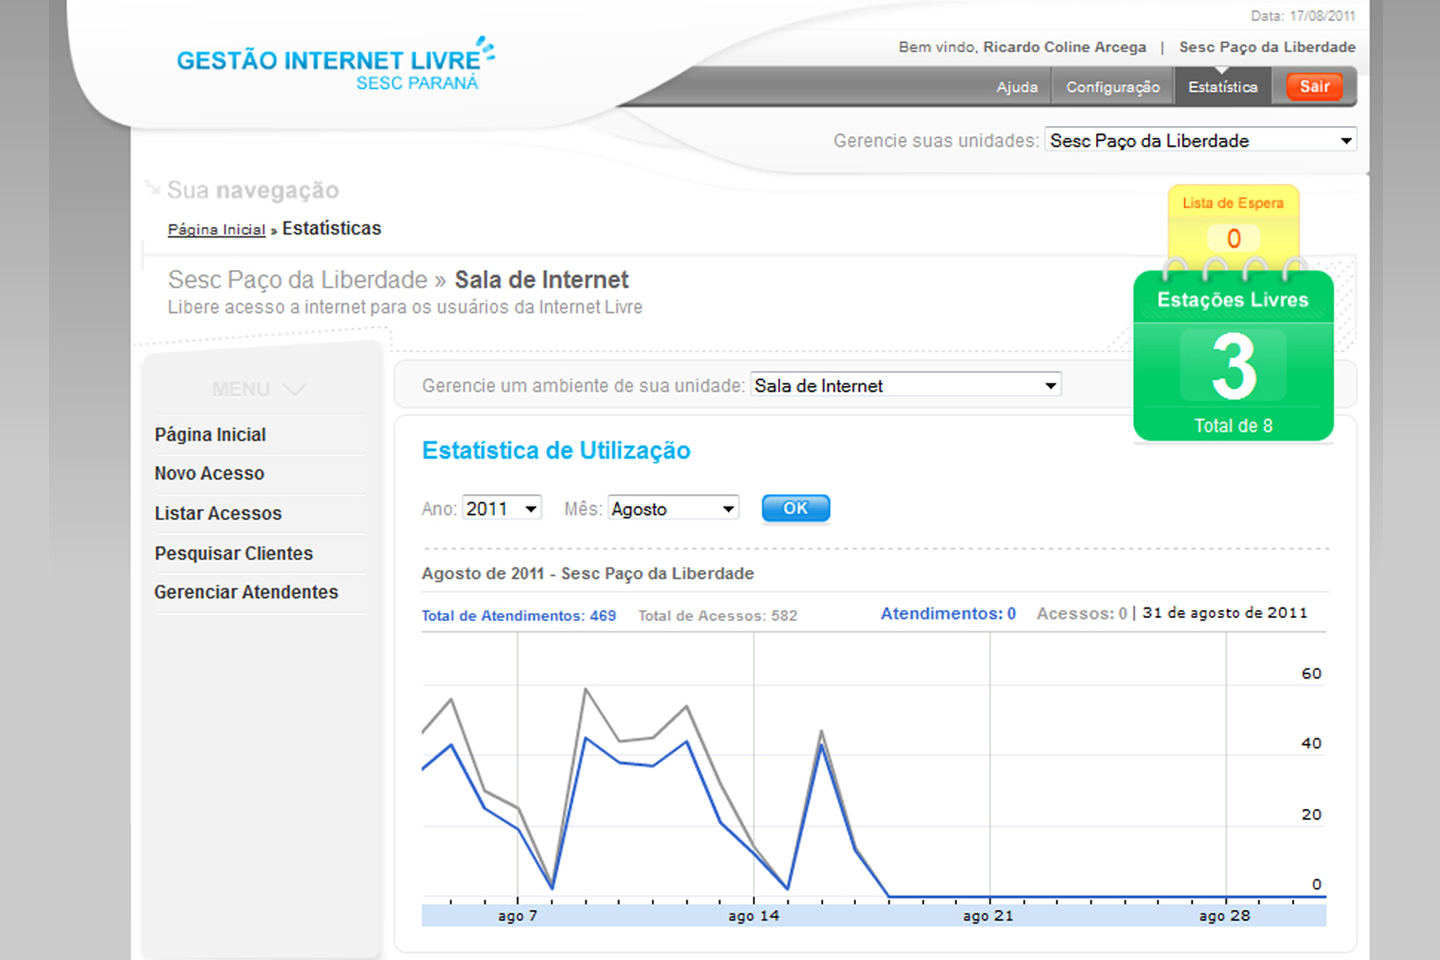 Data: 17/08/2011
GESTÃO INTERNET LIVRE
SESC PARANÁ
Bem vindo, Ricardo Coline Arcega | Sesc Paço da Liberdade
Ajuda Configuração Estatística Sair
Gerencie suas unidades: Sesc Paço da Liberdade
Sua navegação
Página Inicial » Estatísticas
Lista de Espera
0
Sesc Paço da Liberdade » Sala de Internet
Libere acesso a internet para os usuários da Internet Livre
Estações Livres
3
Total de 8
MENU
Página Inicial
Novo Acesso
Listar Acessos
Pesquisar Clientes
Gerenciar Atendentes
Gerencie um ambiente de sua unidade: Sala de Internet
Estatística de Utilização
Ano: 2011 Mês: Agosto OK
Agosto de 2011 - Sesc Paço da Liberdade
Total de Atendimentos: 469 Total de Acessos: 582 Atendimentos: 0 Acessos: 0 | 31 de agosto de 2011
60
40
20
0
ago 7 ago 14 ago 21 ago 28